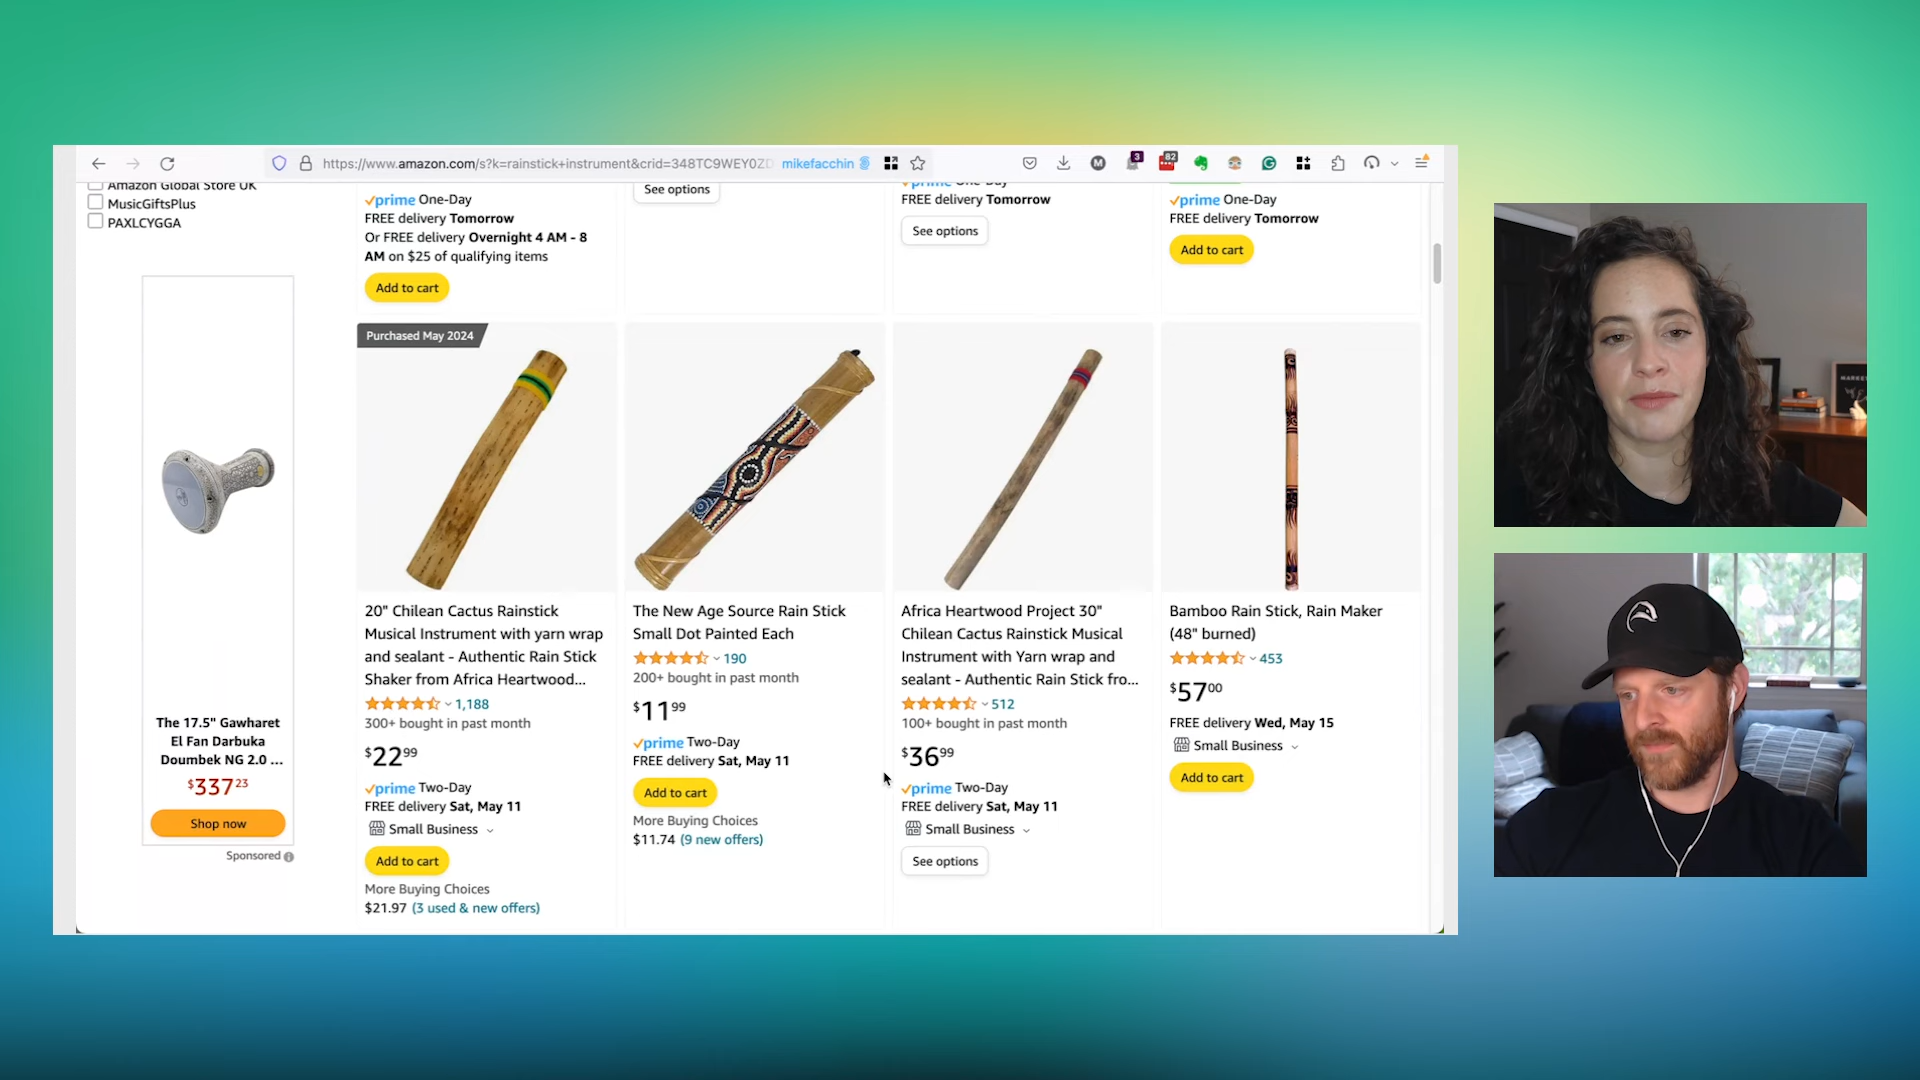 https://www.amazon.com/s?k=rainstick+instrument&crid=348TC9WEY0ZD
mikefacchin
3
82
M
Amazon Global Store UK
MusicGiftsPlus
PAXLCYGGA
prime One-Day
FREE delivery Tomorrow
Or FREE delivery Overnight 4 AM - 8
AM on $25 of qualifying items
Add to cart
See options
prime One-Day
FREE delivery Tomorrow
See options
prime One-Day
FREE delivery Tomorrow
Add to cart
The 17.5" Gawharet
El Fan Darbuka
Doumbek NG 2.0 ...
$337 23
Shop now
Sponsored
Purchased May 2024
20" Chilean Cactus Rainstick
Musical Instrument with yarn wrap
and sealant - Authentic Rain Stick
Shaker from Africa Heartwood...
1,188
300+ bought in past month
$22 99
prime Two-Day
FREE delivery Sat, May 11
Small Business
Add to cart
More Buying Choices
$21.97 (3 used & new offers)
The New Age Source Rain Stick
Small Dot Painted Each
190
200+ bought in past month
$11 99
prime Two-Day
FREE delivery Sat, May 11
Add to cart
More Buying Choices
$11.74 (9 new offers)
Africa Heartwood Project 30"
Chilean Cactus Rainstick Musical
Instrument with Yarn wrap and
sealant - Authentic Rain Stick fro...
512
100+ bought in past month
$36 99
prime Two-Day
FREE delivery Sat, May 11
Small Business
See options
Bamboo Rain Stick, Rain Maker
(48" burned)
453
$57 00
FREE delivery Wed, May 15
Small Business
Add to cart